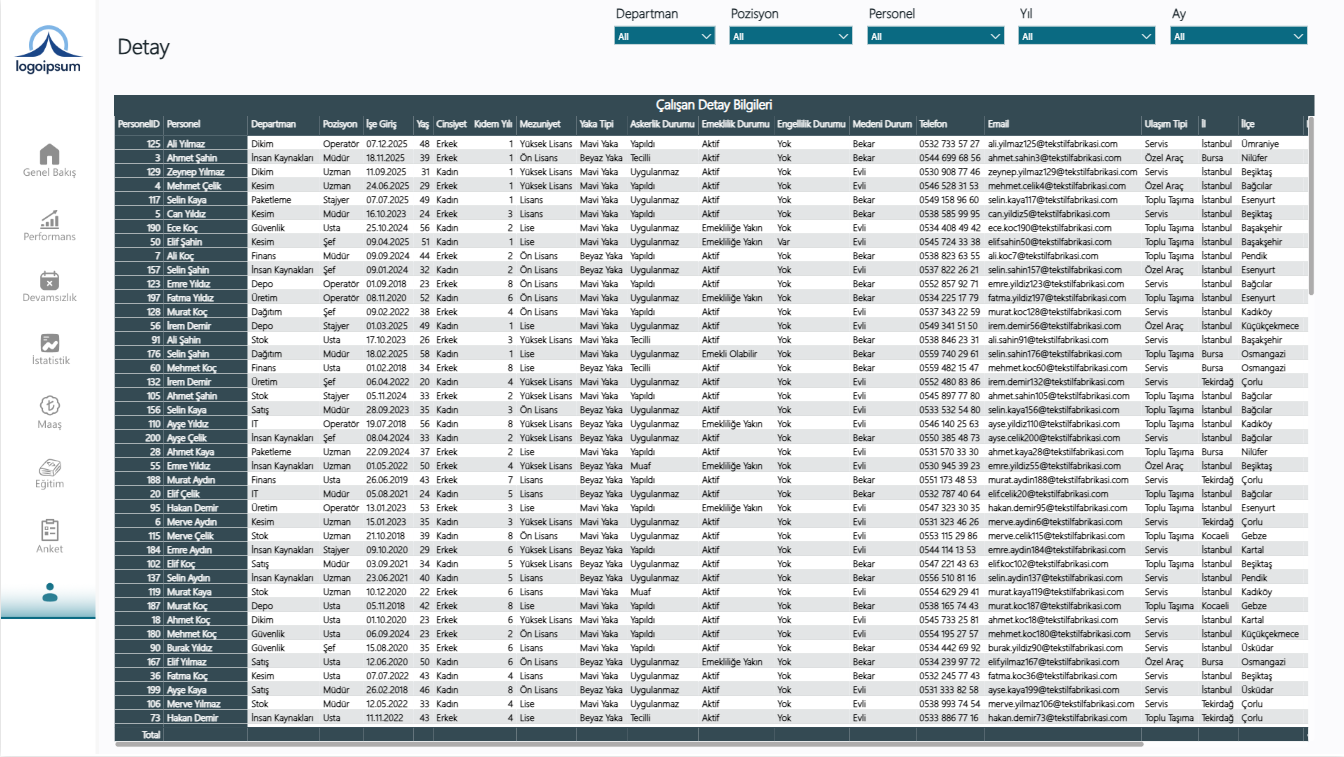 logoipsum
Detay
Departman Pozisyon Personel Yıl Ay
All All All All All
Genel Bakış
Performans
Devamsızlık
İstatistik
Maaş
Eğitim
Anket
Çalışan Detay Bilgileri
PersonelID Personel Departman Pozisyon İşe Giriş Yaş Cinsiyet Kıdem Yılı Mezuniyet Yaka Tipi Askerlik Durumu Emeklilik Durumu Engellilik Durumu Medeni Durum Telefon Email Ulaşım Tipi İl İlçe
125 Ali Yılmaz Dikim Operatör 07.12.2025 48 Erkek 1 Yüksek Lisans Mavi Yaka Yapıldı Aktif Yok Bekar 0532 733 57 27 ali.yilmaz125@tekstilfabrikasi.com Servis İstanbul Ümraniye
3 Ahmet Şahin İnsan Kaynakları Müdür 18.11.2025 39 Erkek 1 Ön Lisans Beyaz Yaka Tecilli Aktif Yok Bekar 0544 699 68 56 ahmet.sahin3@tekstilfabrikasi.com Özel Araç Bursa Nilüfer
129 Zeynep Yılmaz Dikim Uzman 11.09.2025 31 Kadın 1 Yüksek Lisans Mavi Yaka Uygulanmaz Aktif Yok Evli 0530 908 77 46 zeynep.yilmaz129@tekstilfabrikasi.com Servis İstanbul Beşiktaş
4 Mehmet Çelik Kesim Uzman 24.06.2025 29 Erkek 1 Yüksek Lisans Mavi Yaka Yapıldı Aktif Yok Evli 0546 528 31 53 mehmet.celik4@tekstilfabrikasi.com Özel Araç İstanbul Bağcılar
117 Selin Kaya Paketleme Stajyer 07.07.2025 49 Kadın 1 Lisans Mavi Yaka Uygulanmaz Aktif Yok Evli 0549 158 96 60 selin.kaya117@tekstilfabrikasi.com Toplu Taşıma İstanbul Esenyurt
5 Can Yıldız Kesim Müdür 16.10.2023 24 Erkek 3 Lisans Mavi Yaka Yapıldı Aktif Yok Evli 0538 585 99 95 can.yildiz5@tekstilfabrikasi.com Servis İstanbul Beşiktaş
190 Ece Koç Güvenlik Usta 25.10.2024 56 Kadın 2 Lise Mavi Yaka Uygulanmaz Emekliliğe Yakın Yok Evli 0534 408 49 42 ece.koc190@tekstilfabrikasi.com Toplu Taşıma İstanbul Başakşehir
50 Elif Şahin Kesim Şef 09.04.2025 51 Kadın 1 Lise Mavi Yaka Uygulanmaz Emekliliğe Yakın Var Evli 0545 724 33 38 elif.sahin50@tekstilfabrikasi.com Toplu Taşıma İstanbul Başakşehir
7 Ali Koç Finans Müdür 09.09.2024 44 Erkek 2 Ön Lisans Beyaz Yaka Yapıldı Aktif Yok Bekar 0538 823 63 55 ali.koc7@tekstilfabrikasi.com Toplu Taşıma İstanbul Pendik
157 Selin Şahin İnsan Kaynakları Şef 09.01.2024 32 Kadın 2 Ön Lisans Beyaz Yaka Uygulanmaz Aktif Yok Evli 0537 822 26 21 selin.sahin157@tekstilfabrikasi.com Özel Araç İstanbul Esenyurt
123 Emre Yıldız Depo Operatör 01.09.2018 23 Erkek 8 Ön Lisans Mavi Yaka Yapıldı Aktif Yok Bekar 0552 857 92 71 emre.yildiz123@tekstilfabrikasi.com Servis İstanbul Bağcılar
197 Fatma Yıldız Üretim Operatör 08.11.2020 52 Kadın 6 Ön Lisans Mavi Yaka Uygulanmaz Emekliliğe Yakın Yok Bekar 0534 225 17 79 fatma.yildiz197@tekstilfabrikasi.com Toplu Taşıma İstanbul Esenyurt
128 Murat Koç Dağıtım Şef 09.02.2022 38 Erkek 4 Ön Lisans Mavi Yaka Yapıldı Aktif Yok Bekar 0537 343 22 59 murat.koc128@tekstilfabrikasi.com Servis İstanbul Kadıköy
56 İrem Demir Depo Stajyer 01.03.2025 49 Kadın 1 Lise Mavi Yaka Uygulanmaz Aktif Yok Evli 0549 341 51 50 irem.demir56@tekstilfabrikasi.com Özel Araç İstanbul Küçükçekmece
91 Ali Şahin Stok Usta 17.10.2023 26 Erkek 3 Yüksek Lisans Mavi Yaka Tecilli Aktif Yok Bekar 0538 846 23 31 ali.sahin91@tekstilfabrikasi.com Servis İstanbul Başakşehir
176 Selin Şahin Dağıtım Müdür 18.02.2025 58 Kadın 1 Lise Mavi Yaka Uygulanmaz Emekli Olabilir Yok Bekar 0559 740 29 61 selin.sahin176@tekstilfabrikasi.com Toplu Taşıma Bursa Osmangazi
60 Mehmet Koç Finans Usta 01.02.2018 34 Erkek 8 Lise Beyaz Yaka Tecilli Aktif Yok Bekar 0559 482 15 47 mehmet.koc60@tekstilfabrikasi.com Servis Bursa Osmangazi
132 İrem Demir Üretim Şef 06.04.2022 20 Kadın 4 Yüksek Lisans Mavi Yaka Uygulanmaz Aktif Yok Evli 0552 480 83 86 irem.demir132@tekstilfabrikasi.com Toplu Taşıma Tekirdağ Çorlu
105 Ahmet Şahin Stok Stajyer 05.11.2024 33 Erkek 2 Yüksek Lisans Mavi Yaka Yapıldı Aktif Yok Evli 0545 897 77 80 ahmet.sahin105@tekstilfabrikasi.com Toplu Taşıma İstanbul Bağcılar
156 Selin Kaya Satış Müdür 28.09.2023 35 Kadın 3 Ön Lisans Beyaz Yaka Uygulanmaz Aktif Yok Bekar 0533 532 54 80 selin.kaya156@tekstilfabrikasi.com Toplu Taşıma İstanbul Bağcılar
110 Ayşe Yıldız IT Operatör 19.07.2018 56 Kadın 8 Yüksek Lisans Beyaz Yaka Uygulanmaz Emekliliğe Yakın Yok Evli 0546 140 25 63 ayse.yildiz110@tekstilfabrikasi.com Toplu Taşıma İstanbul Kadıköy
200 Ayşe Çelik İnsan Kaynakları Şef 08.04.2024 33 Kadın 2 Yüksek Lisans Beyaz Yaka Uygulanmaz Aktif Yok Bekar 0550 385 48 73 ayse.celik200@tekstilfabrikasi.com Servis İstanbul Bağcılar
28 Ahmet Kaya Paketleme Uzman 22.09.2024 37 Erkek 2 Lise Mavi Yaka Yapıldı Aktif Yok Bekar 0531 570 33 30 ahmet.kaya28@tekstilfabrikasi.com Toplu Taşıma Bursa Nilüfer
55 Emre Yıldız İnsan Kaynakları Uzman 01.05.2022 50 Erkek 4 Yüksek Lisans Beyaz Yaka Muaf Emekliliğe Yakın Yok Evli 0530 945 39 23 emre.yildiz55@tekstilfabrikasi.com Özel Araç İstanbul Beşiktaş
188 Murat Aydın Finans Usta 26.06.2019 43 Erkek 7 Lisans Beyaz Yaka Yapıldı Aktif Yok Bekar 0551 173 48 53 murat.aydin188@tekstilfabrikasi.com Servis Tekirdağ Çorlu
20 Elif Çelik IT Müdür 05.08.2021 24 Kadın 5 Lisans Beyaz Yaka Uygulanmaz Aktif Yok Bekar 0532 787 40 64 elif.celik20@tekstilfabrikasi.com Toplu Taşıma İstanbul Bağcılar
95 Hakan Demir Üretim Operatör 13.01.2023 53 Erkek 3 Lise Mavi Yaka Yapıldı Emekliliğe Yakın Yok Evli 0547 323 30 35 hakan.demir95@tekstilfabrikasi.com Toplu Taşıma İstanbul Esenyurt
6 Merve Aydın Kesim Uzman 15.01.2023 35 Kadın 3 Yüksek Lisans Mavi Yaka Uygulanmaz Aktif Yok Bekar 0531 323 46 26 merve.aydin6@tekstilfabrikasi.com Servis Tekirdağ Çorlu
115 Merve Çelik Stok Uzman 21.10.2018 39 Kadın 8 Ön Lisans Mavi Yaka Uygulanmaz Aktif Yok Bekar 0553 115 29 86 merve.celik115@tekstilfabrikasi.com Toplu Taşıma Kocaeli Gebze
184 Emre Aydın İnsan Kaynakları Stajyer 09.10.2020 29 Erkek 6 Yüksek Lisans Beyaz Yaka Yapıldı Aktif Yok Evli 0544 114 13 53 emre.aydin184@tekstilfabrikasi.com Servis İstanbul Kartal
102 Elif Koç Satış Müdür 03.09.2021 34 Kadın 5 Yüksek Lisans Beyaz Yaka Uygulanmaz Aktif Yok Evli 0547 221 43 63 elif.koc102@tekstilfabrikasi.com Toplu Taşıma İstanbul Beşiktaş
137 Selin Aydın İnsan Kaynakları Uzman 23.06.2021 40 Kadın 5 Lisans Beyaz Yaka Uygulanmaz Aktif Yok Bekar 0556 510 81 16 selin.aydin137@tekstilfabrikasi.com Servis İstanbul Pendik
119 Murat Kaya Stok Uzman 10.12.2020 22 Erkek 6 Lisans Mavi Yaka Muaf Aktif Yok Evli 0554 629 29 41 murat.kaya119@tekstilfabrikasi.com Servis İstanbul Kadıköy
187 Murat Koç Depo Usta 05.11.2018 42 Erkek 8 Lise Mavi Yaka Yapıldı Aktif Yok Bekar 0538 165 74 43 murat.koc187@tekstilfabrikasi.com Toplu Taşıma Kocaeli Gebze
18 Ahmet Koç Dikim Usta 01.10.2020 23 Erkek 6 Yüksek Lisans Mavi Yaka Yapıldı Aktif Yok Evli 0545 733 25 81 ahmet.koc18@tekstilfabrikasi.com Servis İstanbul Kartal
180 Mehmet Koç Güvenlik Usta 06.09.2024 23 Erkek 2 Ön Lisans Mavi Yaka Yapıldı Aktif Yok Bekar 0554 195 27 57 mehmet.koc180@tekstilfabrikasi.com Servis İstanbul Küçükçekmece
90 Burak Yıldız Güvenlik Şef 15.08.2020 35 Erkek 6 Lisans Mavi Yaka Yapıldı Aktif Yok Bekar 0534 442 69 92 burak.yildiz90@tekstilfabrikasi.com Servis İstanbul Üsküdar
167 Elif Yılmaz Satış Usta 12.06.2020 50 Kadın 6 Ön Lisans Beyaz Yaka Uygulanmaz Emekliliğe Yakın Yok Bekar 0534 239 97 72 elif.yilmaz167@tekstilfabrikasi.com Özel Araç Bursa Osmangazi
36 Fatma Koç Kesim Usta 07.07.2022 43 Kadın 4 Lisans Mavi Yaka Uygulanmaz Aktif Yok Bekar 0532 245 77 43 fatma.koc36@tekstilfabrikasi.com Servis İstanbul Beşiktaş
199 Ayşe Kaya Satış Müdür 26.02.2018 46 Kadın 8 Ön Lisans Beyaz Yaka Uygulanmaz Aktif Yok Evli 0531 333 82 58 ayse.kaya199@tekstilfabrikasi.com Servis İstanbul Üsküdar
106 Merve Yılmaz Stok Müdür 12.05.2022 33 Kadın 4 Lise Mavi Yaka Uygulanmaz Aktif Yok Evli 0538 993 74 54 merve.yilmaz106@tekstilfabrikasi.com Servis Tekirdağ Çorlu
73 Hakan Demir İnsan Kaynakları Usta 11.11.2022 43 Erkek 4 Lise Beyaz Yaka Tecilli Aktif Yok Evli 0533 886 77 16 hakan.demir73@tekstilfabrikasi.com Toplu Taşıma Tekirdağ Çorlu
Total